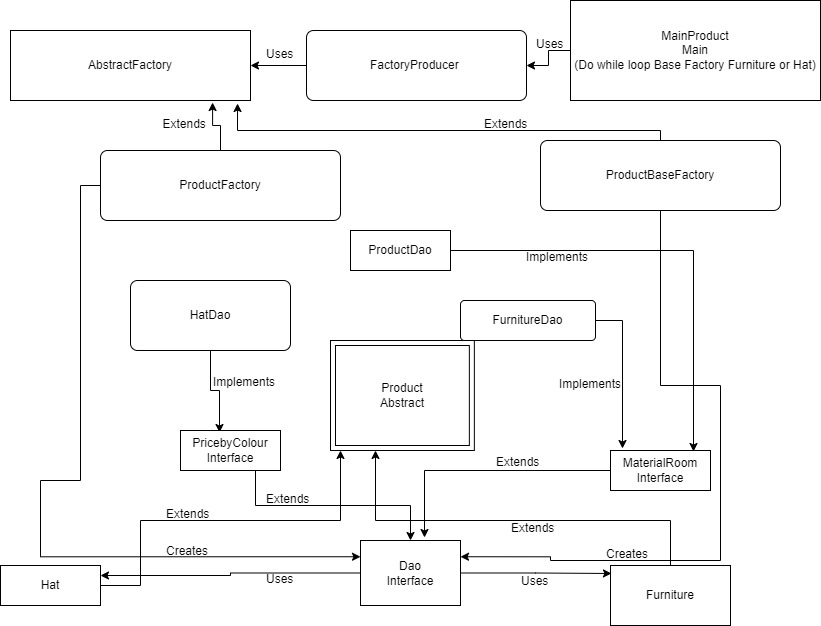 MainProduct
Main
(Do while loop Base Factory Furniture or Hat)
AbstractFactory
Uses
FactoryProducer
Uses
Extends
Extends
ProductFactory
ProductBaseFactory
ProductDao
Implements
HatDao
FurnitureDao
Implements
Product
Abstract
Implements
PricebyColour
Interface
MaterialRoom
Interface
Extends
Extends
Extends
Extends
Creates
Creates
Dao
Interface
Hat
Uses
Uses
Furniture